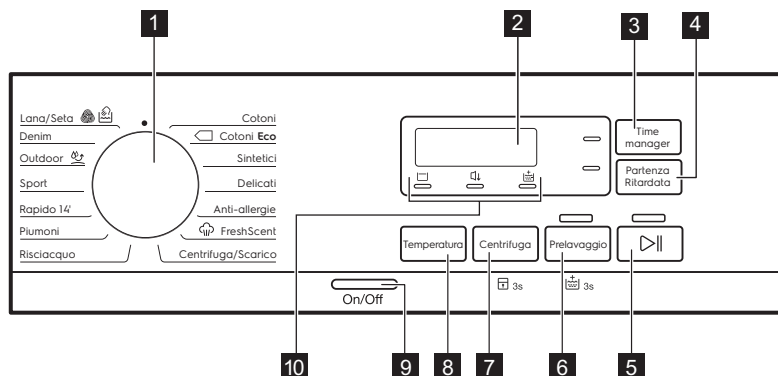 1
2
3
4
Lana/Seta
Denim
Outdoor
Sport
Rapido 14'
Piumoni
Risciacquo
Cotoni
Cotoni Eco
Sintetici
Delicati
Anti-allergie
FreshScent
Centrifuga/Scarico
Time
manager
Partenza
Ritardata
Temperatura
Centrifuga
Prelavaggio
3s
3s
On/Off
10
9
8
7
6
5